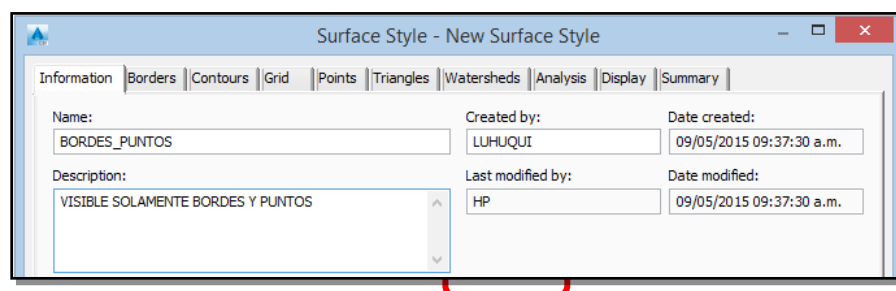 Surface Style - New Surface Style
Information Borders Contours Grid Points Triangles Watersheds Analysis Display Summary
Name: Created by: Date created:
BORDES_PUNTOS LUHUQUI 09/05/2015 09:37:30 a.m.
Description: Last modified by: Date modified:
VISIBLE SOLAMENTE BORDES Y PUNTOS HP 09/05/2015 09:37:30 a.m.